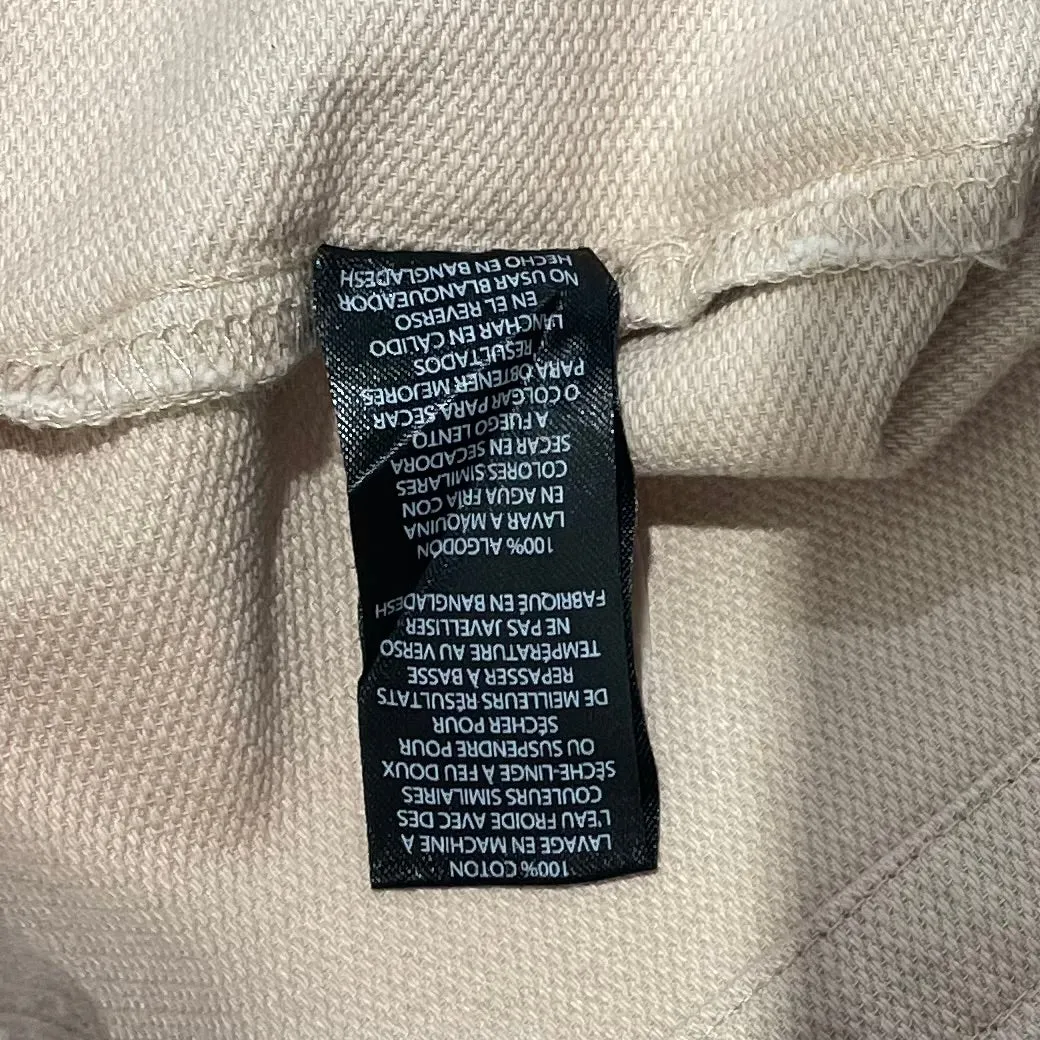 100% COTON
LAVAGE EN MACHINE À
L'EAU FROIDE AVEC DES
COULEURS SIMILAIRES
SÈCHE-LINGE À FEU DOUX
OU SUSPENDRE POUR
SÉCHER POUR
DE MEILLEURS RÉSULTATS
REPASSER À BASSE
TEMPÉRATURE AU VERSO
NE PAS JAVELLISER
FABRIQUÉ EN BANGLADESH
100% ALGODÓN
LAVAR A MÁQUINA
EN AGUA FRIA CON
COLORES SIMILARES
SECAR EN SECADORA
A FUEGO LENTO
O COLGAR PARA SECAR
PARA OBTENER MEJORES
RESULTADOS
PLANCHAR EN CÁLIDO
EN EL REVERSO
NO USAR BLANQUEADOR
HECHO EN BANGLADESH